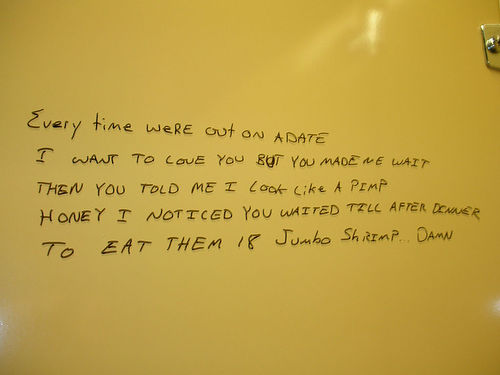 Every time weRE out ON A DATE
I WANT TO LOVE YOU BUT YOU MADE ME WAIT
THEN YOU TOLD ME I LOOK LiKE A PIMP
HONEY I NOTICED YOU WAITED TILL AFTER DINNER
TO EAT THEM 18 Jumbo ShRIMP... DAMN